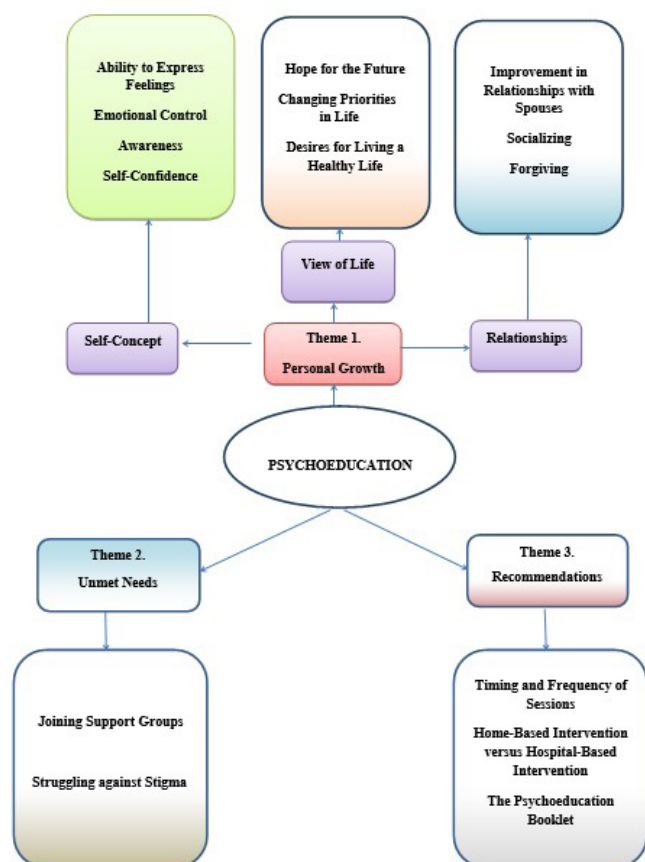 Ability to Express
Feelings
Emotional Control
Awareness
Self-Confidence
Hope for the Future
Changing Priorities
in Life
Desires for Living a
Healthy Life
Improvement in
Relationships with
Spouses
Socializing
Forgiving
View of Life
Self-Concept
Theme 1.
Personal Growth
Relationships
PSYCHOEDUCATION
Theme 2.
Unmet Needs
Theme 3.
Recommendations
Joining Support Groups
Struggling against Stigma
Timing and Frequency of
Sessions
Home-Based Intervention
versus Hospital-Based
Intervention
The Psychoeducation
Booklet